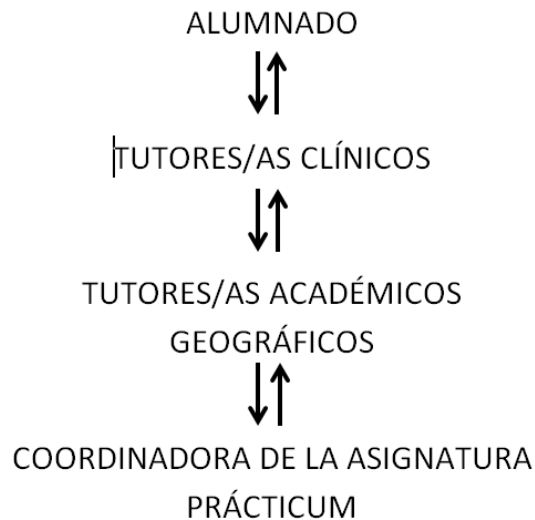 ALUMNADO
TUTORES/AS CLÍNICOS
TUTORES/AS ACADÉMICOS
GEOGRÁFICOS
COORDINADORA DE LA ASIGNATURA
PRÁCTICUM